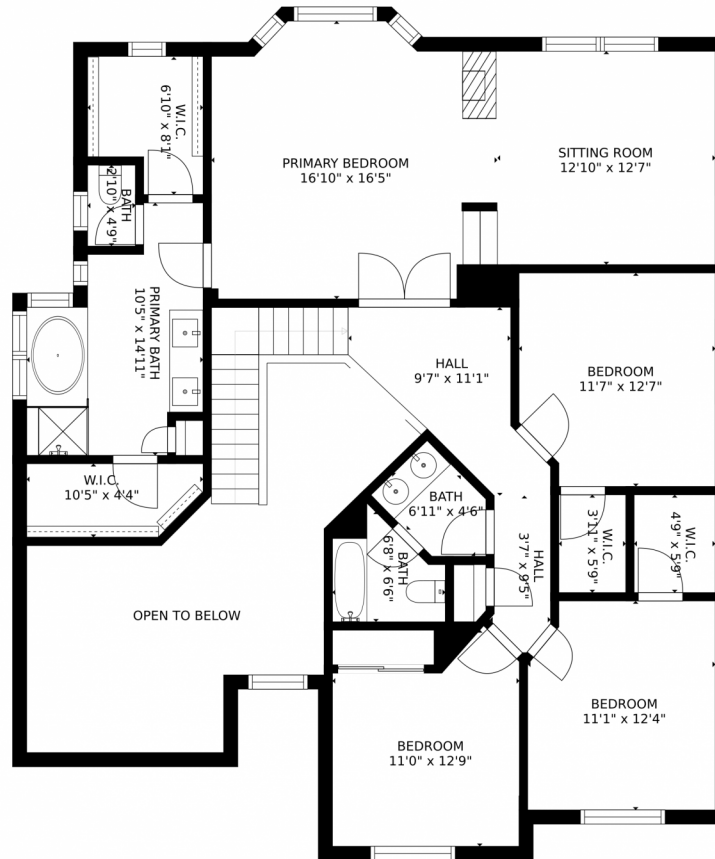 W.I.C.
6'10" x 8'1"
PRIMARY BEDROOM
16'10" x 16'5"
SITTING ROOM
12'10" x 12'7"
BATH
2'10" x 4'9"
PRIMARY BATH
10'5" x 14'11"
HALL
9'7" x 11'1"
BEDROOM
11'7" x 12'7"
W.I.C.
10'5" x 4'4"
BATH
6'11" x 4'6"
BATH
6'8" x 6'6"
HALL
3'7" x 9'5"
W.I.C.
3'11" x 5'9"
W.I.C.
4'9" x 5'9"
OPEN TO BELOW
BEDROOM
11'0" x 12'9"
BEDROOM
11'1" x 12'4"